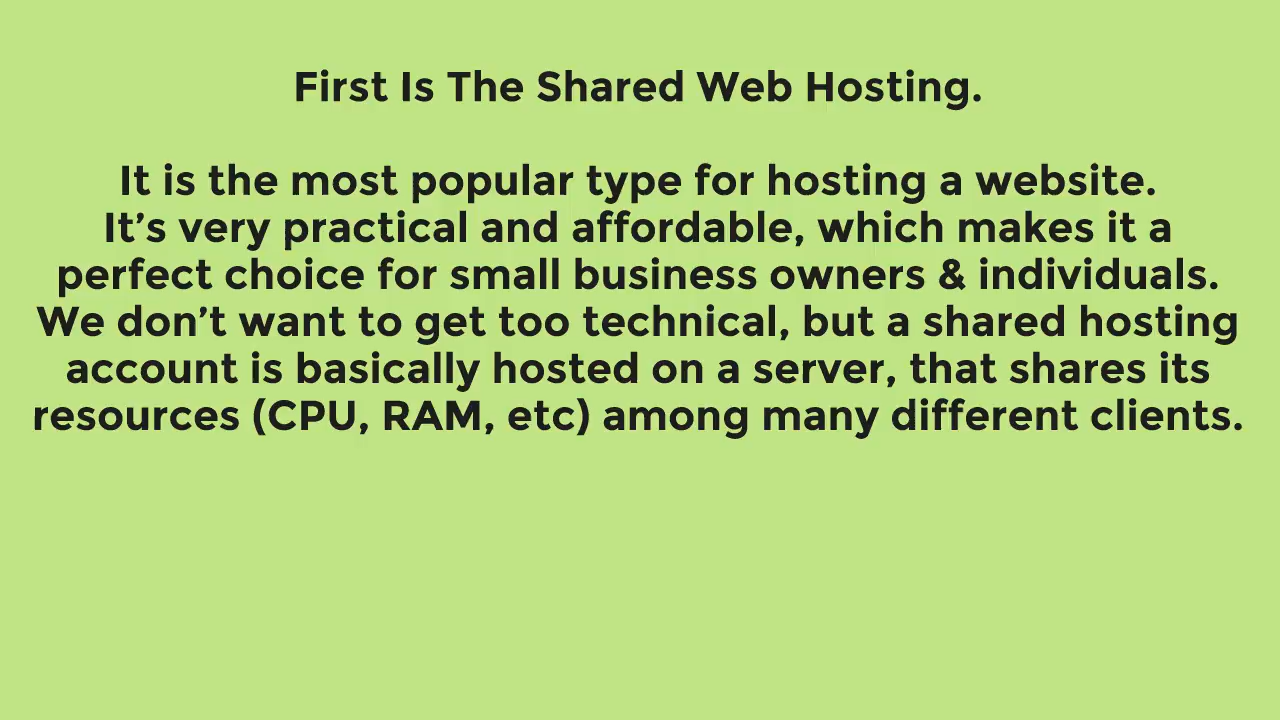 First Is The Shared Web Hosting.
It is the most popular type for hosting a website.
It’s very practical and affordable, which makes it a
perfect choice for small business owners & individuals.
We don’t want to get too technical, but a shared hosting
account is basically hosted on a server, that shares its
resources (CPU, RAM, etc) among many different clients.